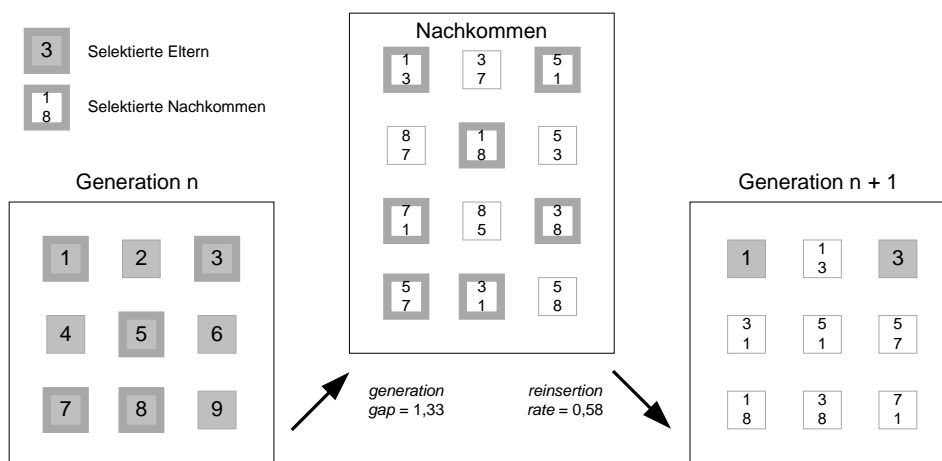 3
Selektierte Eltern
1
8
Selektierte Nachkommen
Generation n
1 2 3
4 5 6
7 8 9
Nachkommen
1 3 5
3 7 1
8 1 5
7 8 3
7 8 3
1 5 8
5 3 5
7 1 8
generation
gap = 1,33
reinsertion
rate = 0,58
Generation n + 1
1 1 3
3
3 5 5
1 1 7
1 3 7
8 8 1